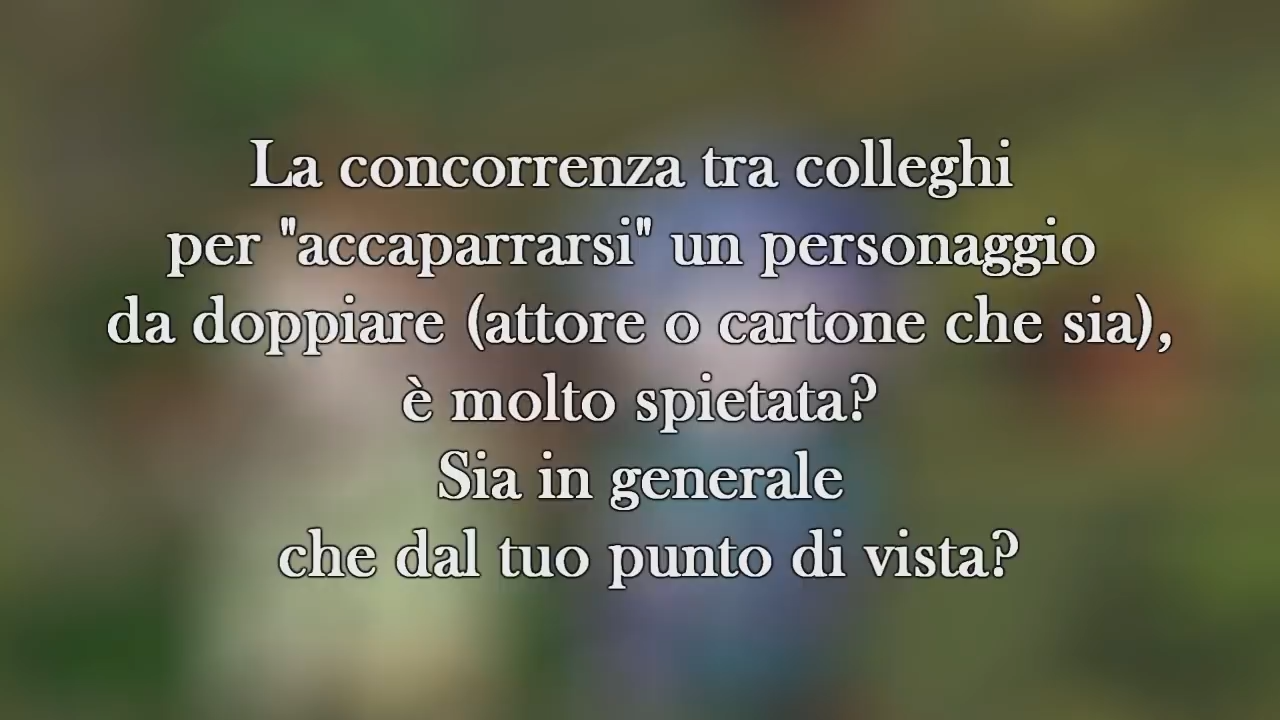 La concorrenza tra colleghi
per "accaparrarsi" un personaggio
da doppiare (attore o cartone che sia),
è molto spietata?
Sia in generale
che dal tuo punto di vista?